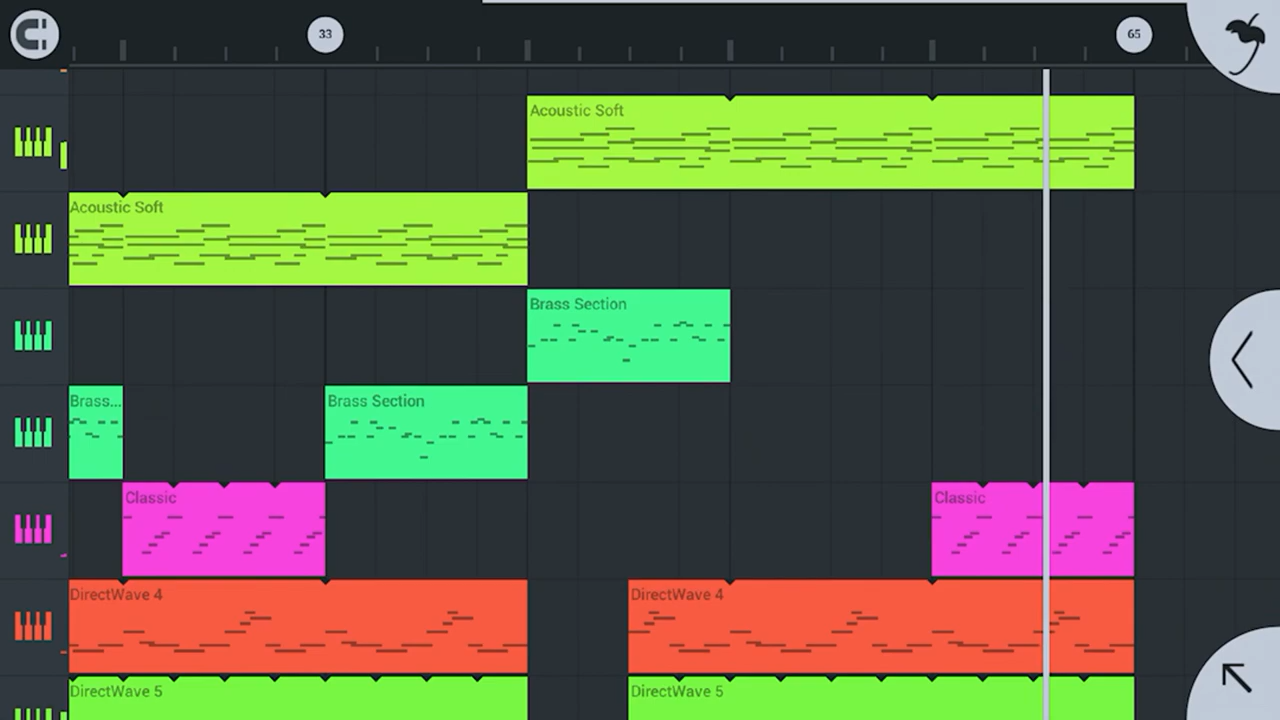 33
65
Acoustic Soft
Acoustic Soft
Brass Section
Brass...
Brass Section
Classic
Classic
DirectWave 4
DirectWave 4
DirectWave 5
DirectWave 5